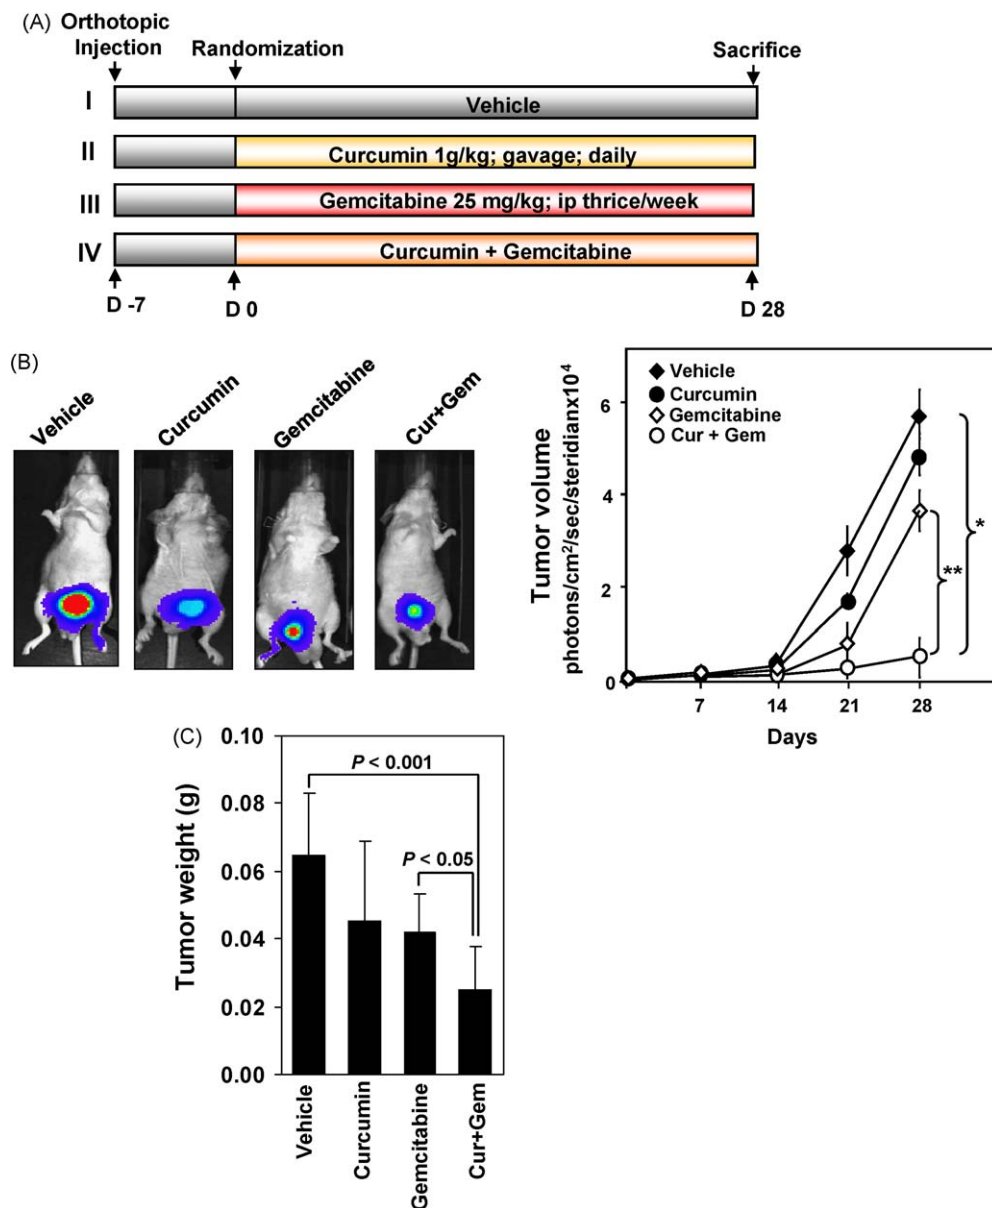 (A)
Orthotopic
Injection
Randomization
Sacrifice
I
Vehicle
II
Curcumin 1g/kg; gavage; daily
III
Gemcitabine 25 mg/kg; ip thrice/week
IV
Curcumin + Gemcitabine
D -7
D 0
D 28
(B)
Vehicle
Curcumin
Gemcitabine
Cur+Gem
Tumor volume
photons/cm²/sec/steridianx10⁴
6
4
2
0
Vehicle
Curcumin
Gemcitabine
Cur + Gem
*
**
7
14
21
28
Days
(C)
Tumor weight (g)
0.10
0.08
0.06
0.04
0.02
0.00
P < 0.001
P < 0.05
Vehicle
Curcumin
Gemcitabine
Cur+Gem